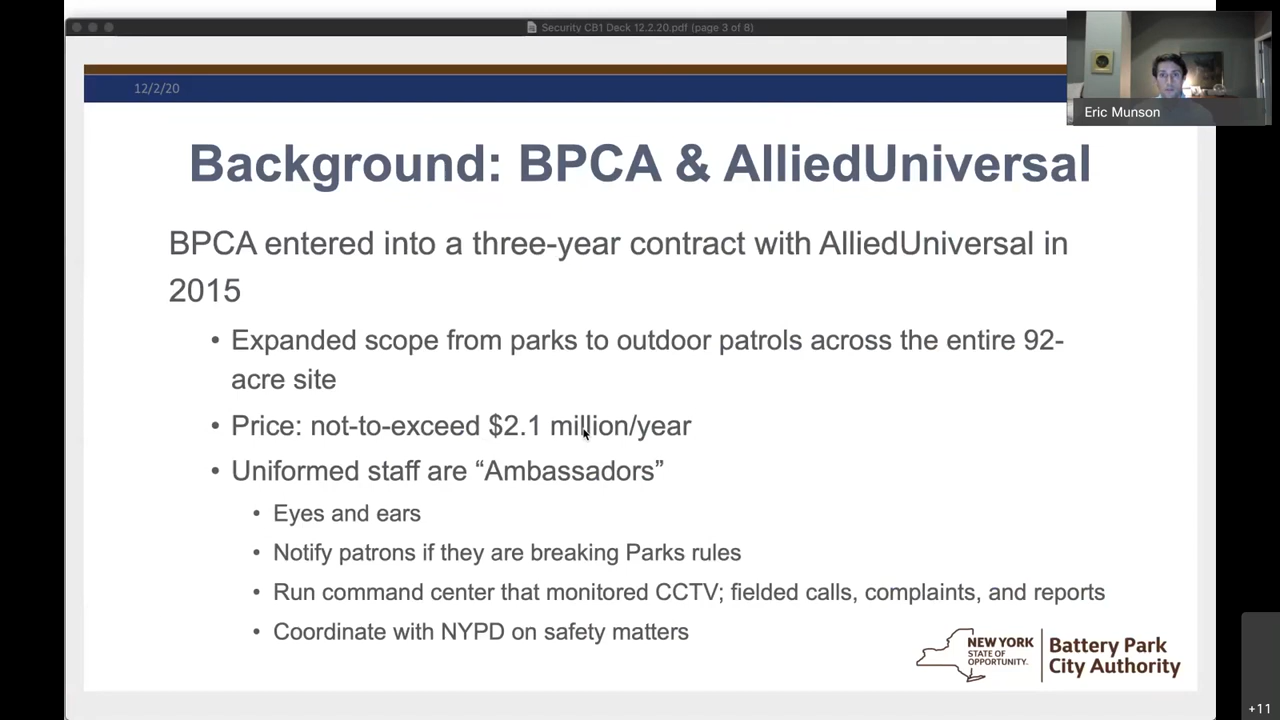 Security CB1 Deck 12.2.20.pdf (page 3 of 8)
12/2/20
Eric Munson
Background: BPCA & AlliedUniversal
BPCA entered into a three-year contract with AlliedUniversal in
2015
• Expanded scope from parks to outdoor patrols across the entire 92-
acre site
• Price: not-to-exceed $2.1 million/year
• Uniformed staff are “Ambassadors”
• Eyes and ears
• Notify patrons if they are breaking Parks rules
• Run command center that monitored CCTV; fielded calls, complaints, and reports
• Coordinate with NYPD on safety matters
NEW YORK
STATE OF
OPPORTUNITY.
Battery Park
City Authority
+11